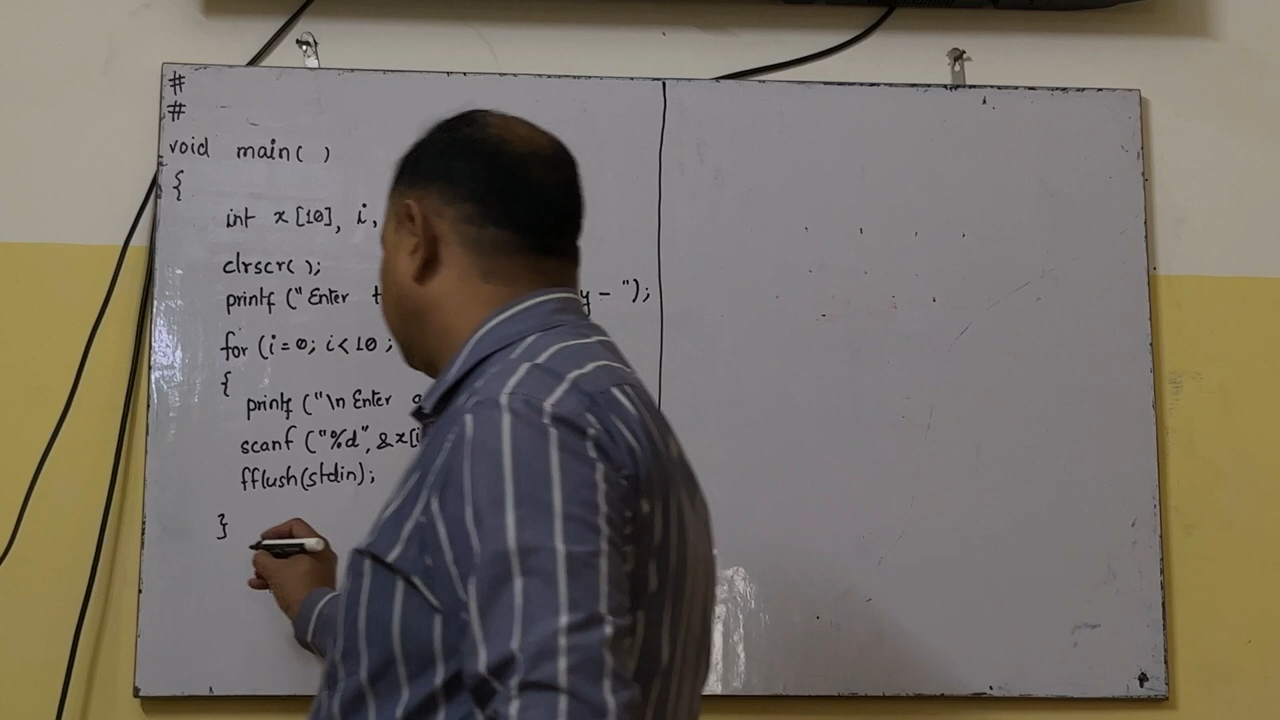 #
#
void main( )
{
int x [10], i,
clrscr( );
printf ("Enter y - ");
for (i=0; i<10 ;
{
printf ("\n Enter
scanf ("%d", &x[i
fflush(stdin);
}